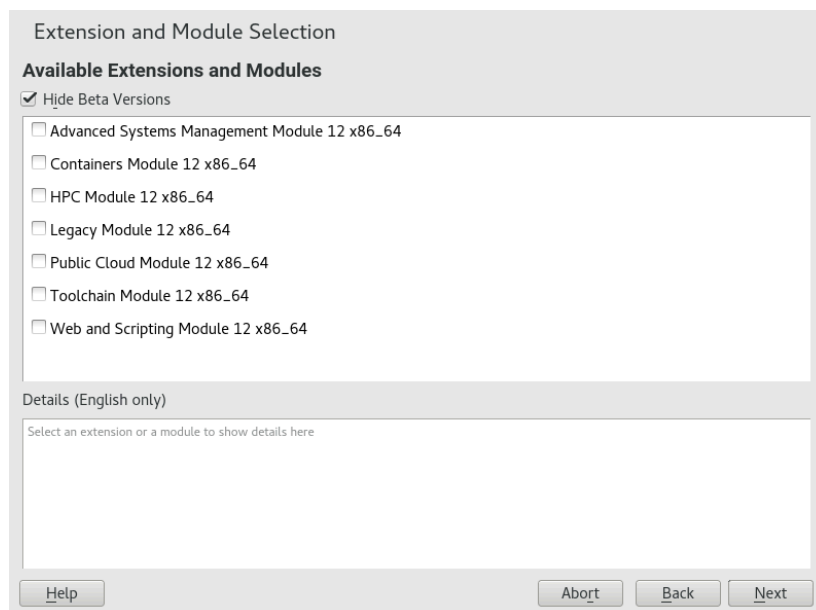 Extension and Module Selection
Available Extensions and Modules
Hide Beta Versions
Advanced Systems Management Module 12 x86_64
Containers Module 12 x86_64
HPC Module 12 x86_64
Legacy Module 12 x86_64
Public Cloud Module 12 x86_64
Toolchain Module 12 x86_64
Web and Scripting Module 12 x86_64
Details (English only)
Select an extension or a module to show details here
Help Abort Back Next